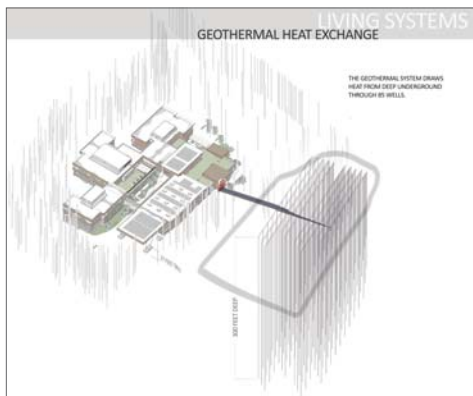 LIVING SYSTEMS
GEOTHERMAL HEAT EXCHANGE
THE GEOTHERMAL SYSTEM DRAWS
HEAT FROM DEEP UNDERGROUND
THROUGH 85 WELLS.
300 FEET DEEP